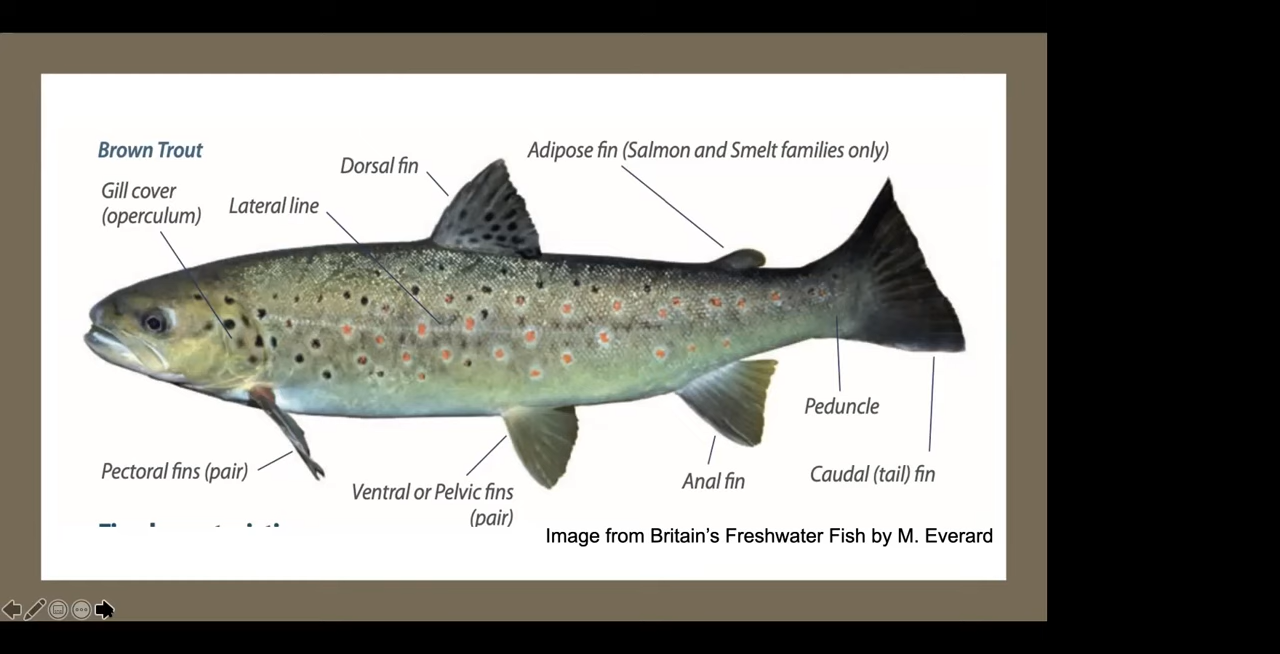 Brown Trout
Gill cover
(operculum)
Lateral line
Dorsal fin
Adipose fin (Salmon and Smelt families only)
Peduncle
Pectoral fins (pair)
Ventral or Pelvic fins
(pair)
Anal fin
Caudal (tail) fin
Image from Britain's Freshwater Fish by M. Everard